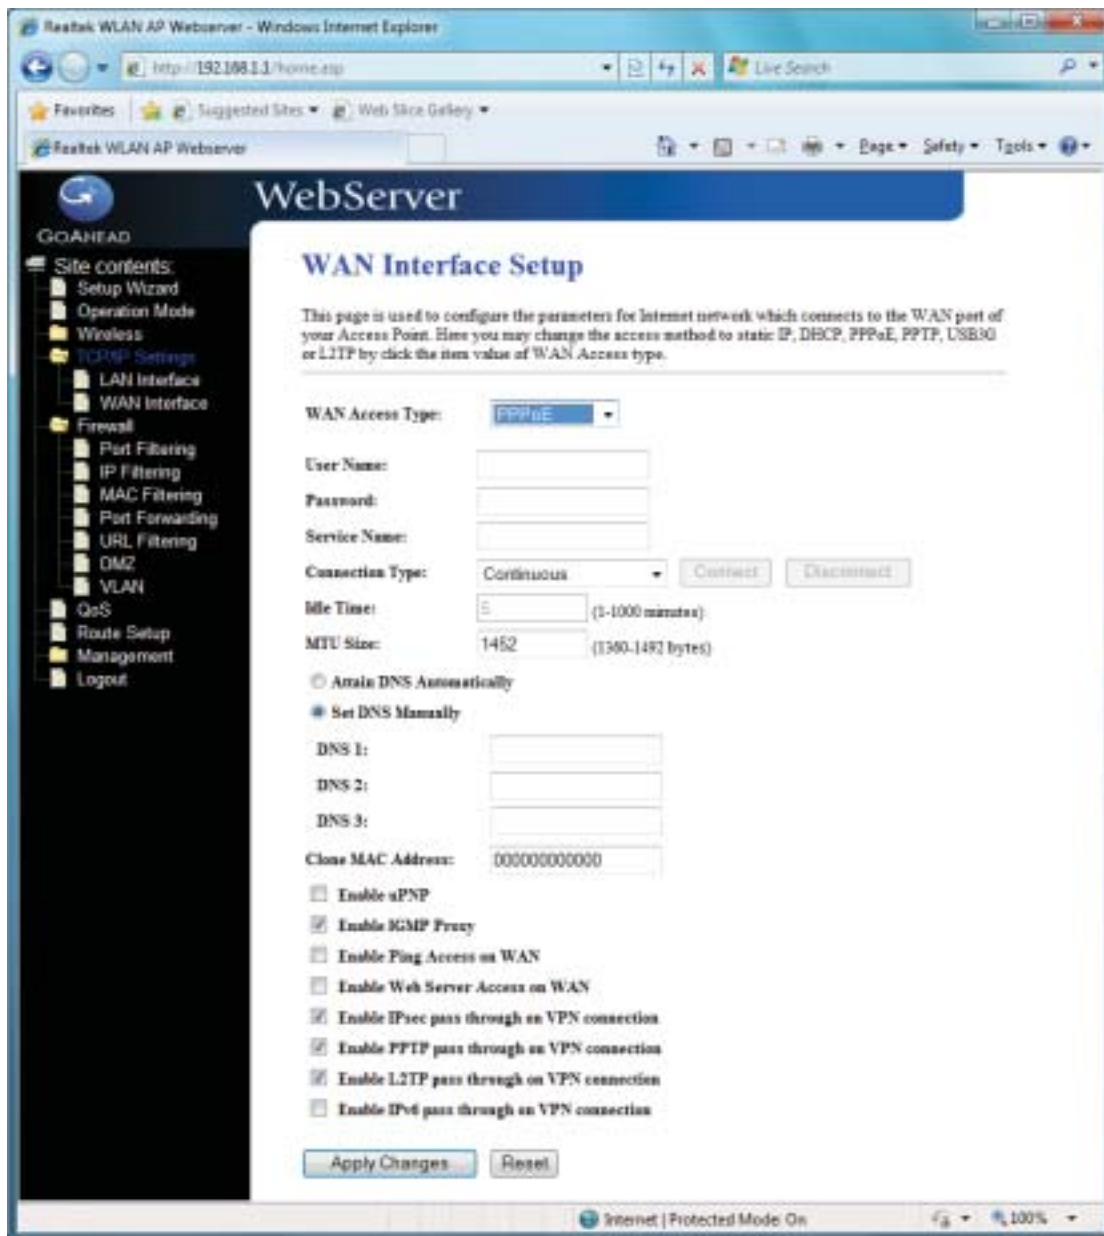 Realtek WLAN AP Webserver - Windows Internet Explorer
http://192.168.1.1/home.asp
Live Search
Favorites
Suggested Sites
Web Slice Gallery
Realtek WLAN AP Webserver
Page
Safety
Tools
GOAHEAD
WebServer
Site contents:
Setup Wizard
Operation Mode
Wireless
TCP/IP Settings
LAN Interface
WAN Interface
Firewall
Port Filtering
IP Filtering
MAC Filtering
Port Forwarding
URL Filtering
DMZ
VLAN
QoS
Route Setup
Management
Logout
WAN Interface Setup
This page is used to configure the parameters for Internet network which connects to the WAN port of
your Access Point. Here you may change the access method to static IP, DHCP, PPPoE, PPTP, USB3G
or L2TP by click the item value of WAN Access type.
WAN Access Type: PPPoE
User Name:
Password:
Service Name:
Connection Type: Continuous Connect Disconnect
Idle Time: 5 (1-1000 minutes)
MTU Size: 1452 (1360-1492 bytes)
Attain DNS Automatically
Set DNS Manually
DNS 1:
DNS 2:
DNS 3:
Clone MAC Address: 000000000000
Enable uPNP
Enable IGMP Proxy
Enable Ping Access on WAN
Enable Web Server Access on WAN
Enable IPsec pass through on VPN connection
Enable PPTP pass through on VPN connection
Enable L2TP pass through on VPN connection
Enable IPv6 pass through on VPN connection
Apply Changes Reset
Internet | Protected Mode: On
100%